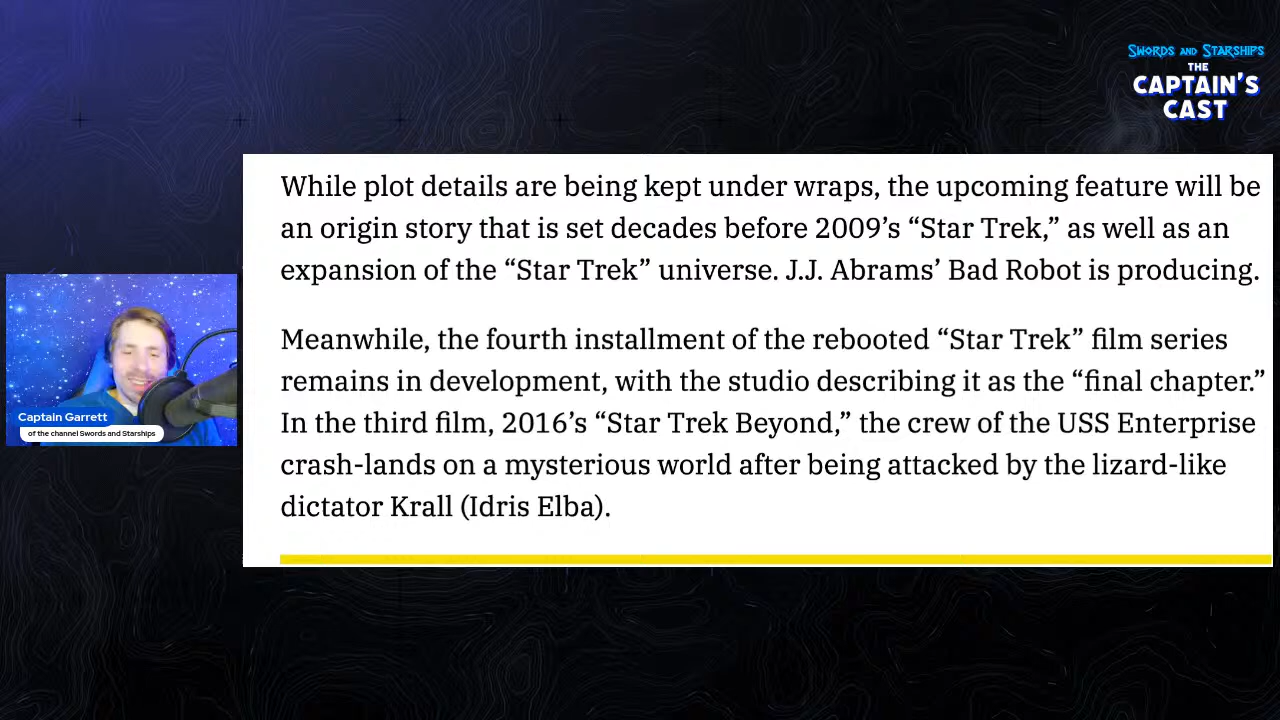 SWORDS AND STARSHIPS
THE
CAPTAIN'S
CAST
While plot details are being kept under wraps, the upcoming feature will be
an origin story that is set decades before 2009’s “Star Trek,” as well as an
expansion of the “Star Trek” universe. J.J. Abrams’ Bad Robot is producing.
Meanwhile, the fourth installment of the rebooted “Star Trek” film series
remains in development, with the studio describing it as the “final chapter.”
In the third film, 2016’s “Star Trek Beyond,” the crew of the USS Enterprise
crash-lands on a mysterious world after being attacked by the lizard-like
dictator Krall (Idris Elba).
Captain Garrett
of the channel Swords and Starships